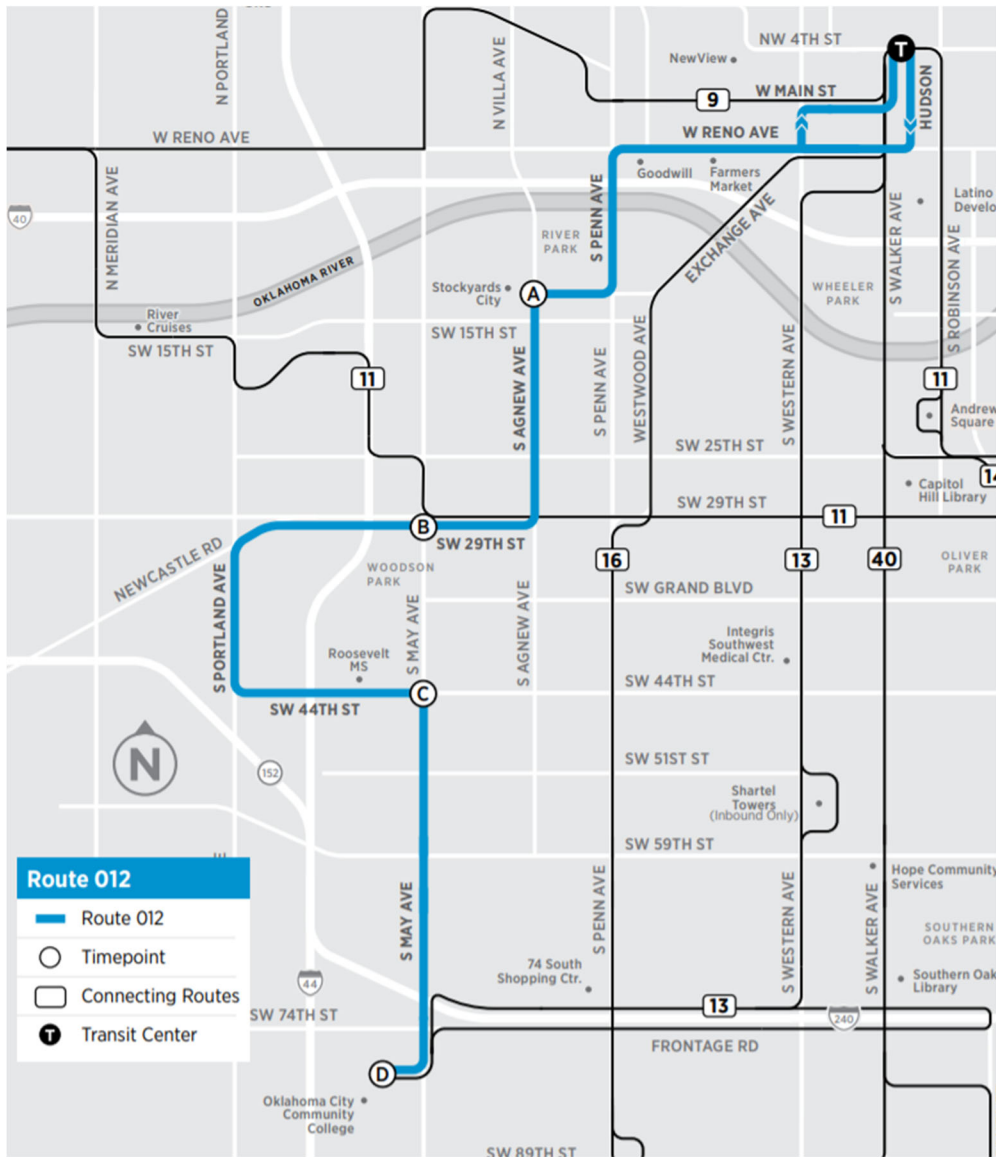 N PORTLAND
NW 4TH ST
T
NewView
N VILLA AVE
HUDSON
W MAIN ST
9
W RENO AVE
W RENO AVE
Goodwill
Farmers
Market
40
N MERIDIAN AVE
S PENN AVE
Latino
Develo
S WALKER AVE
RIVER
PARK
EXCHANGE AVE
OKLAHOMA RIVER
S ROBINSON AVE
Stockyards
City
A
WHEELER
PARK
River
Cruises
SW 15TH ST
SW 15TH ST
11
S AGNEW AVE
S PENN AVE
WESTWOOD AVE
S WESTERN AVE
11
Andrew
Square
SW 25TH ST
14
Capitol
Hill Library
SW 29TH ST
11
B
SW 29TH ST
NEWCASTLE RD
WOODSON
PARK
16
13
40
OLIVER
PARK
SW GRAND BLVD
S PORTLAND AVE
S MAY AVE
S AGNEW AVE
Roosevelt
MS
Integris
Southwest
Medical Ctr.
C
SW 44TH ST
SW 44TH ST
N
152
SW 51ST ST
Shartel
Towers
(Inbound Only)
SW 59TH ST
Route 012
Route 012
Timepoint
Connecting Routes
T
Transit Center
S MAY AVE
S PENN AVE
S WESTERN AVE
S WALKER AVE
Hope Community
Services
SOUTHERN
OAKS PARK
74 South
Shopping Ctr.
Southern Oak
Library
44
SW 74TH ST
13
240
FRONTAGE RD
D
Oklahoma City
Community
College
SW 89TH ST